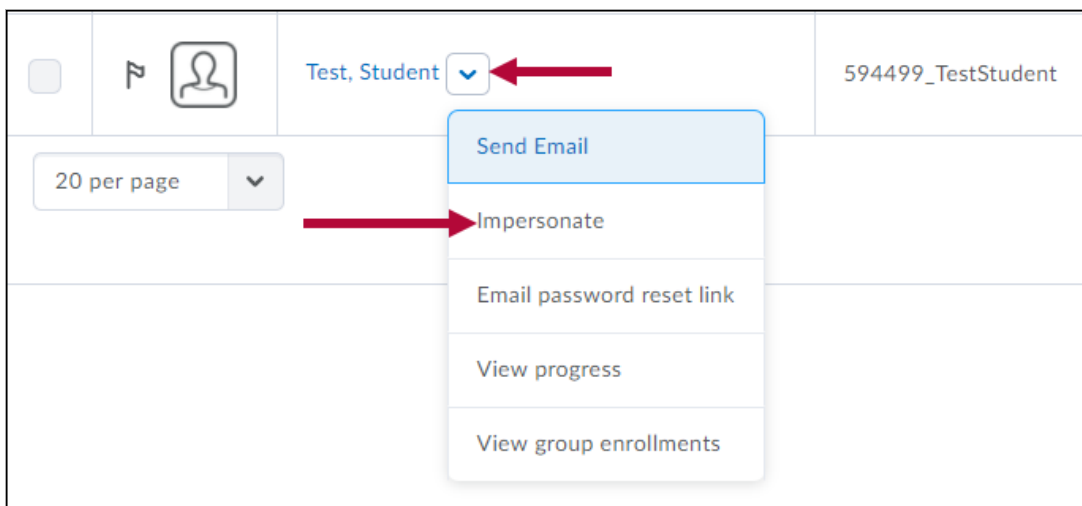 Test, Student
594499_TestStudent
Send Email
20 per page
Impersonate
Email password reset link
View progress
View group enrollments